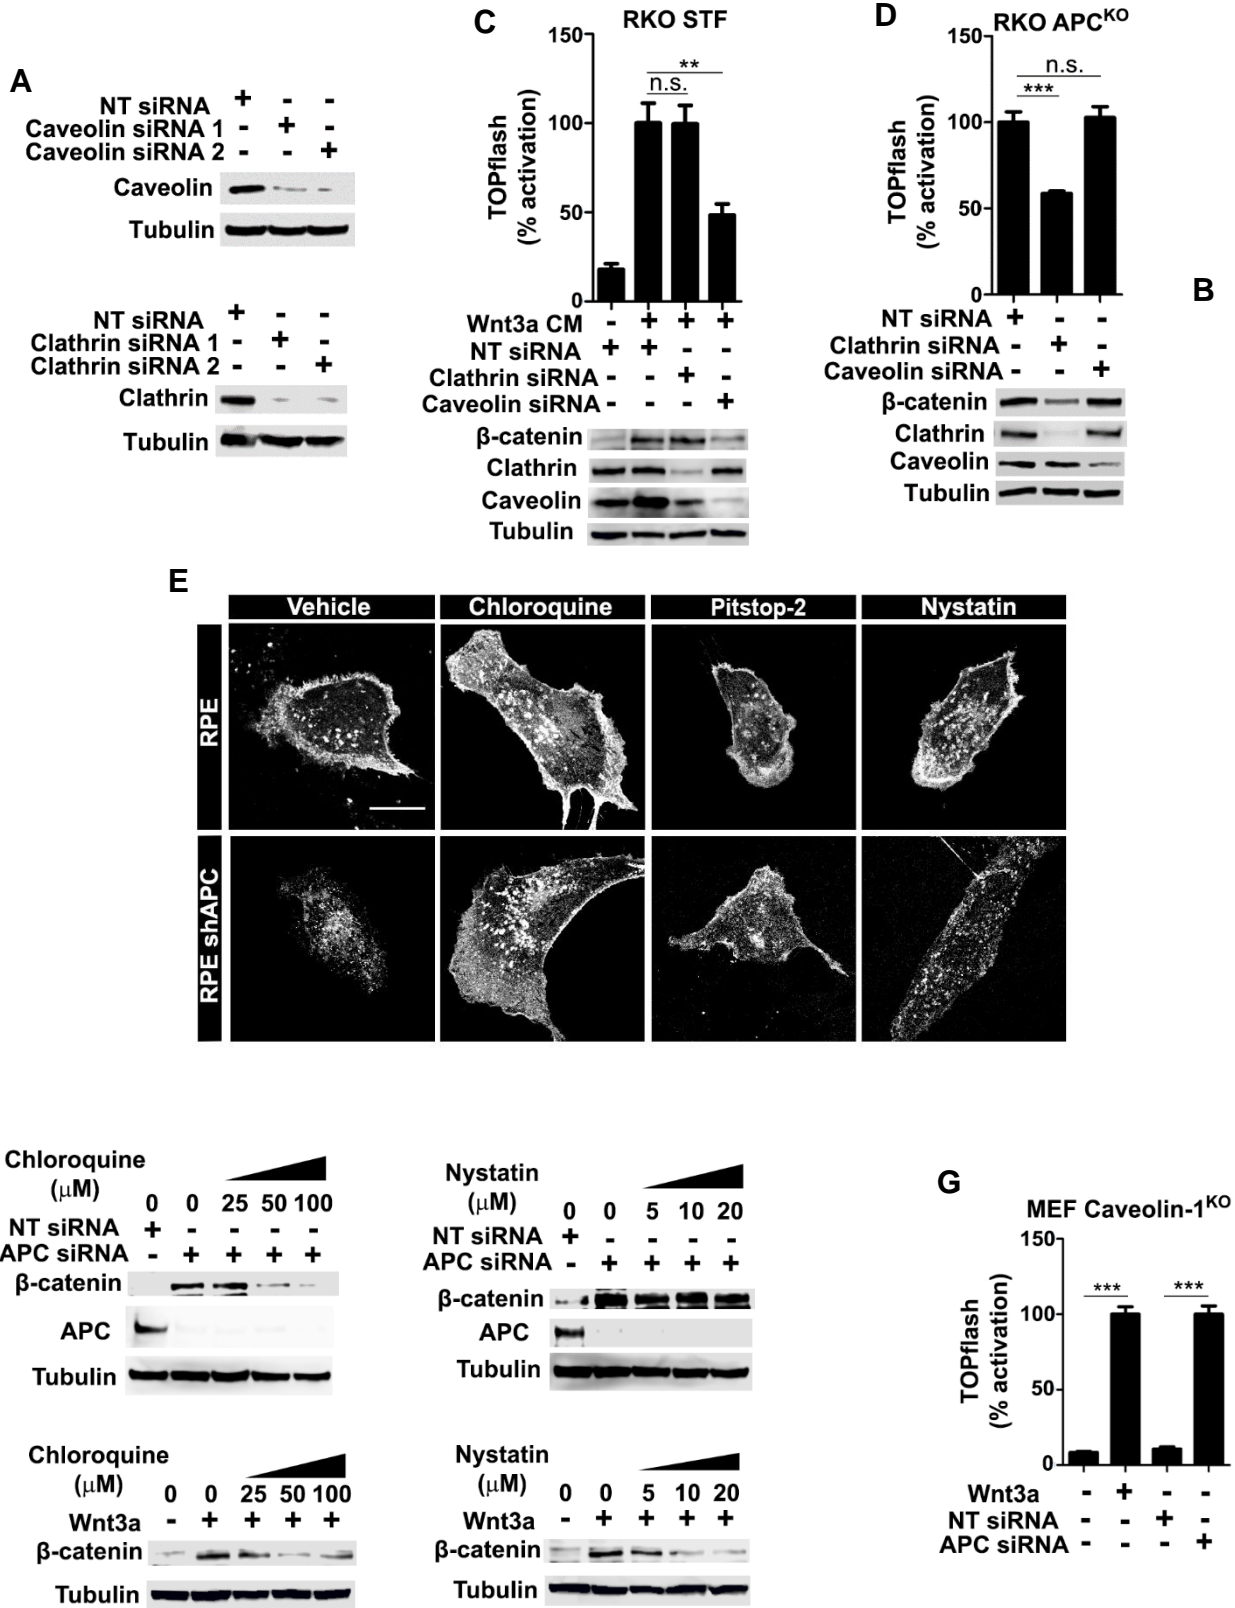 A
NT siRNA + - -
Caveolin siRNA 1 - + -
Caveolin siRNA 2 - - +
Caveolin
Tubulin
NT siRNA + - -
Clathrin siRNA 1 - + -
Clathrin siRNA 2 - - +
Clathrin
Tubulin
C
RKO STF
TOPflash
(% activation)
150
100
50
0
**
n.s.
Wnt3a CM - + + +
NT siRNA + + - -
Clathrin siRNA - - + -
Caveolin siRNA - - - +
β-catenin
Clathrin
Caveolin
Tubulin
D
RKO APCKO
TOPflash
(% activation)
150
100
50
0
n.s.
***
NT siRNA + - -
Clathrin siRNA - + -
Caveolin siRNA - - +
β-catenin
Clathrin
Caveolin
Tubulin
B
E
Vehicle Chloroquine Pitstop-2 Nystatin
RPE
RPE shAPC
Chloroquine
(μM)
0 0 25 50 100
NT siRNA + - - - -
APC siRNA - + + + +
β-catenin
APC
Tubulin
Nystatin
(μM)
0 0 5 10 20
NT siRNA + - - - -
APC siRNA - + + + +
β-catenin
APC
Tubulin
Chloroquine
(μM)
0 0 25 50 100
Wnt3a - + + + +
β-catenin
Tubulin
Nystatin
(μM)
0 0 5 10 20
Wnt3a - + + + +
β-catenin
Tubulin
G
MEF Caveolin-1KO
TOPflash
(% activation)
150
100
50
0
*** ***
Wnt3a - + - -
NT siRNA - - + -
APC siRNA - - - +